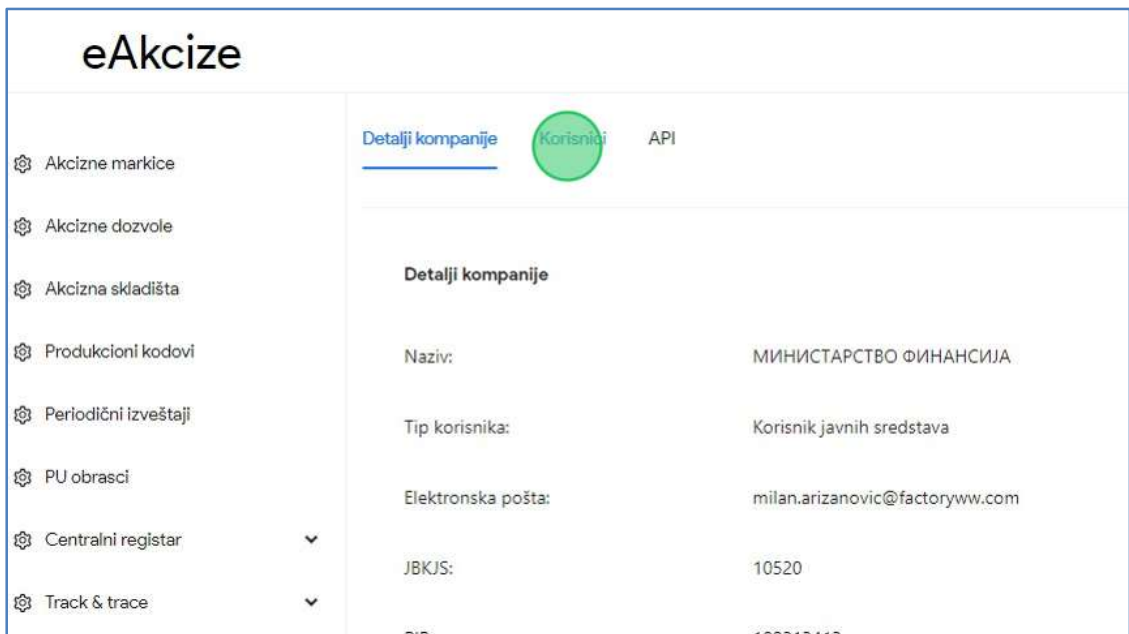 eAkcize
Detalji kompanije Korisnici API
Akcizne markice
Akcizne dozvole
Akcizna skladišta
Produkcioni kodovi
Periodični izveštaji
PU obrasci
Centralni registar
Track & trace
Detalji kompanije
Naziv: МИНИСТАРСТВО ФИНАНСИЈА
Tip korisnika: Korisnik javnih sredstava
Elektronska pošta: milan.arizanovic@factoryww.com
JBKJS: 10520